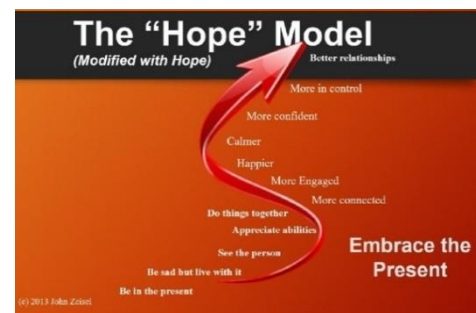 The "Hope" Model
(Modified with Hope)
Better relationships
More in control
More confident
Calmer
Happier
More Engaged
More connected
Do things together
Appreciate abilities
See the person
Embrace the
Present
Be sad but live with it
Be in the present
(c) 2013 John Zeisel